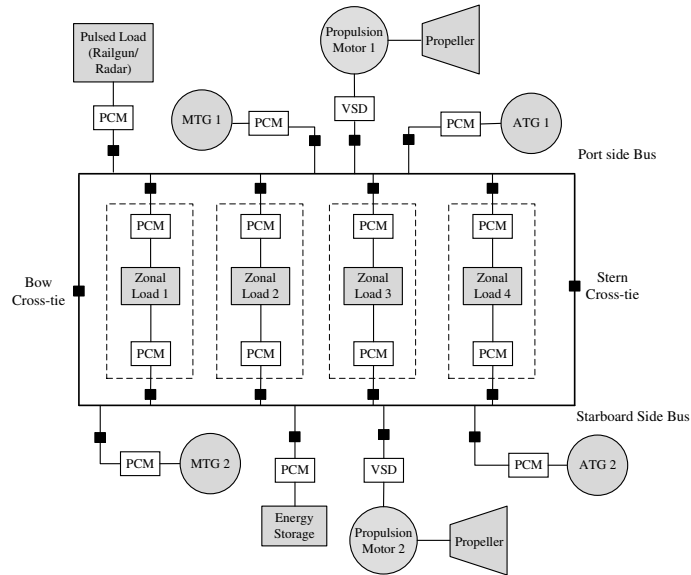 Pulsed Load
(Railgun/
Radar)
Propulsion
Motor 1
Propeller
PCM
VSD
MTG 1
PCM
PCM
ATG 1
Port side Bus
PCM
PCM
PCM
PCM
Bow
Cross-tie
Zonal
Load 1
Zonal
Load 2
Zonal
Load 3
Zonal
Load 4
Stern
Cross-tie
PCM
PCM
PCM
PCM
Starboard Side Bus
PCM
MTG 2
PCM
VSD
PCM
ATG 2
Energy
Storage
Propulsion
Motor 2
Propeller